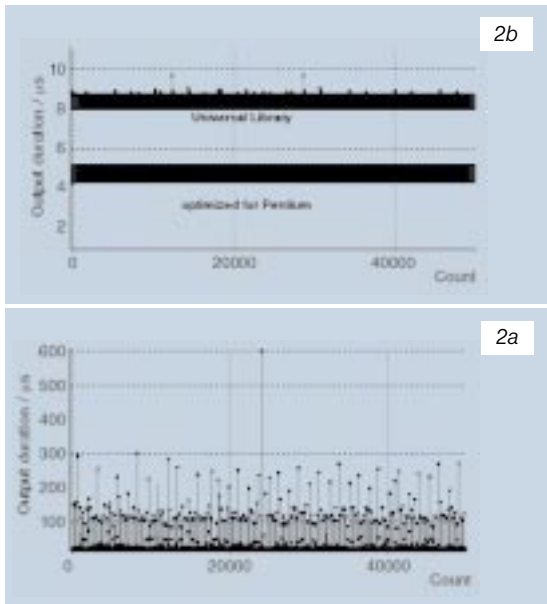 2b
Output duration / µs
10
8
6
4
2
Universal Library
optimized for Pentium
0
20000
40000
Count
2a
Output duration / µs
600
500
400
300
200
100
0
20000
40000
Count